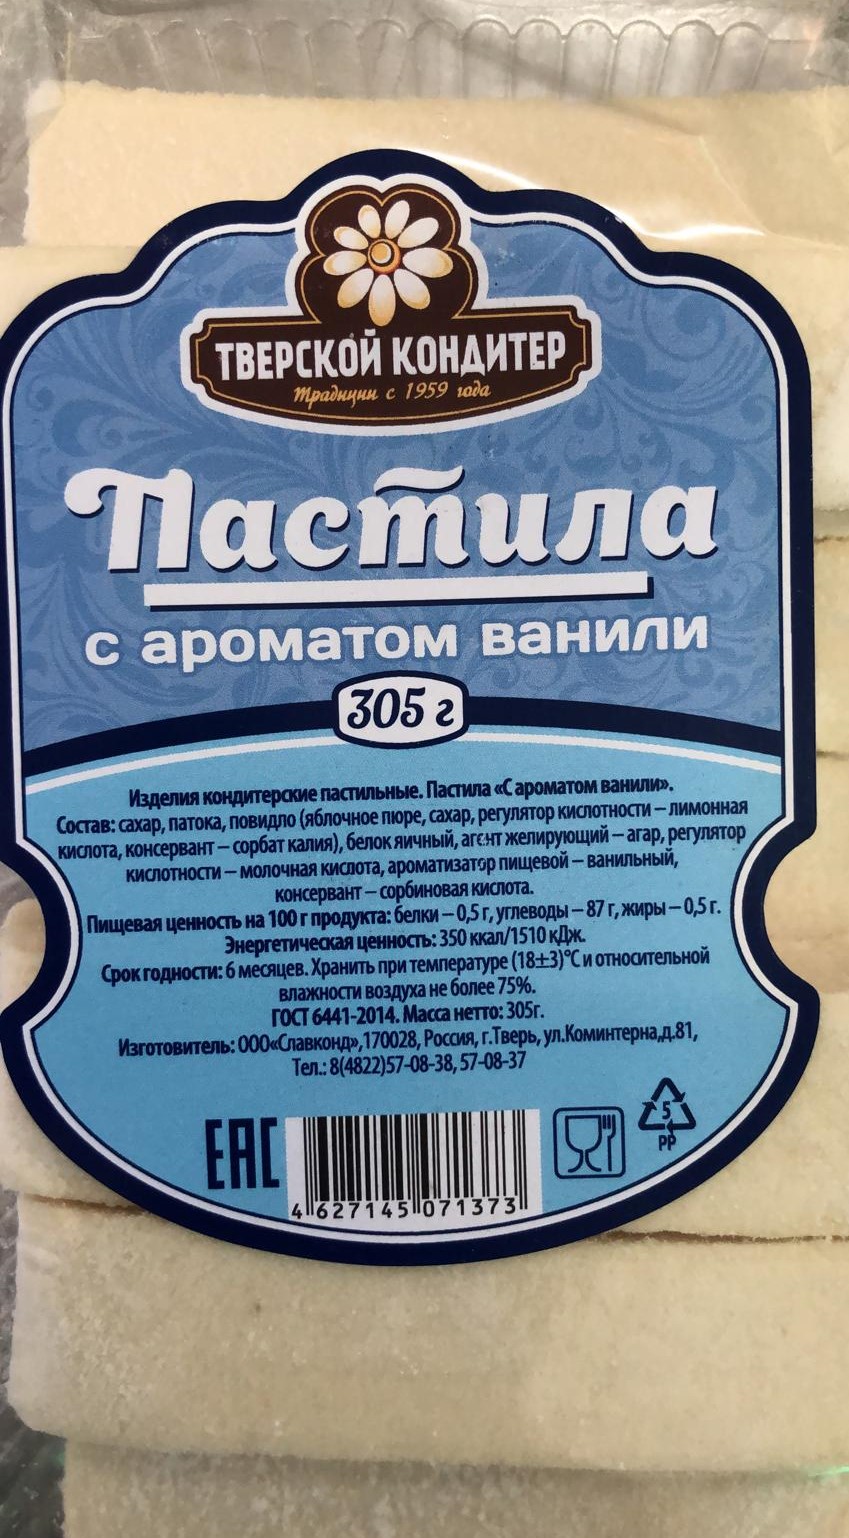 ТВЕРСКОЙ КОНДИТЕР
Традиции с 1959 года
Пастила
с ароматом ванили
305 г
Изделия кондитерские пастильные. Пастила «С ароматом ванили».
Состав: сахар, патока, повидло (яблочное пюре, сахар, регулятор кислотности – лимонная
кислота, консервант – сорбат калия), белок яичный, агент желирующий – агар, регулятор
кислотности – молочная кислота, ароматизатор пищевой – ванильный,
консервант – сорбиновая кислота.
Пищевая ценность на 100 г продукта: белки – 0,5 г, углеводы – 87 г, жиры – 0,5 г.
Энергетическая ценность: 350 ккал/1510 кДж.
Срок годности: 6 месяцев. Хранить при температуре (18±3)°С и относительной
влажности воздуха не более 75%.
ГОСТ 6441-2014. Масса нетто: 305г.
Изготовитель: ООО«Славконд»,170028, Россия, г.Тверь, ул.Коминтерна,д.81,
Тел.: 8(4822)57-08-38, 57-08-37
ЕАС
4 627145 071373
5
PP